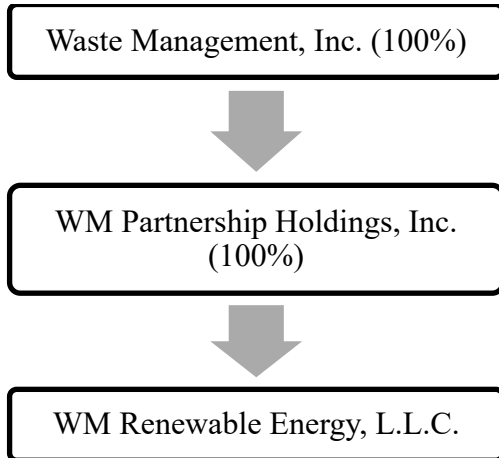 Waste Management, Inc. (100%)
WM Partnership Holdings, Inc.
(100%)
WM Renewable Energy, L.L.C.